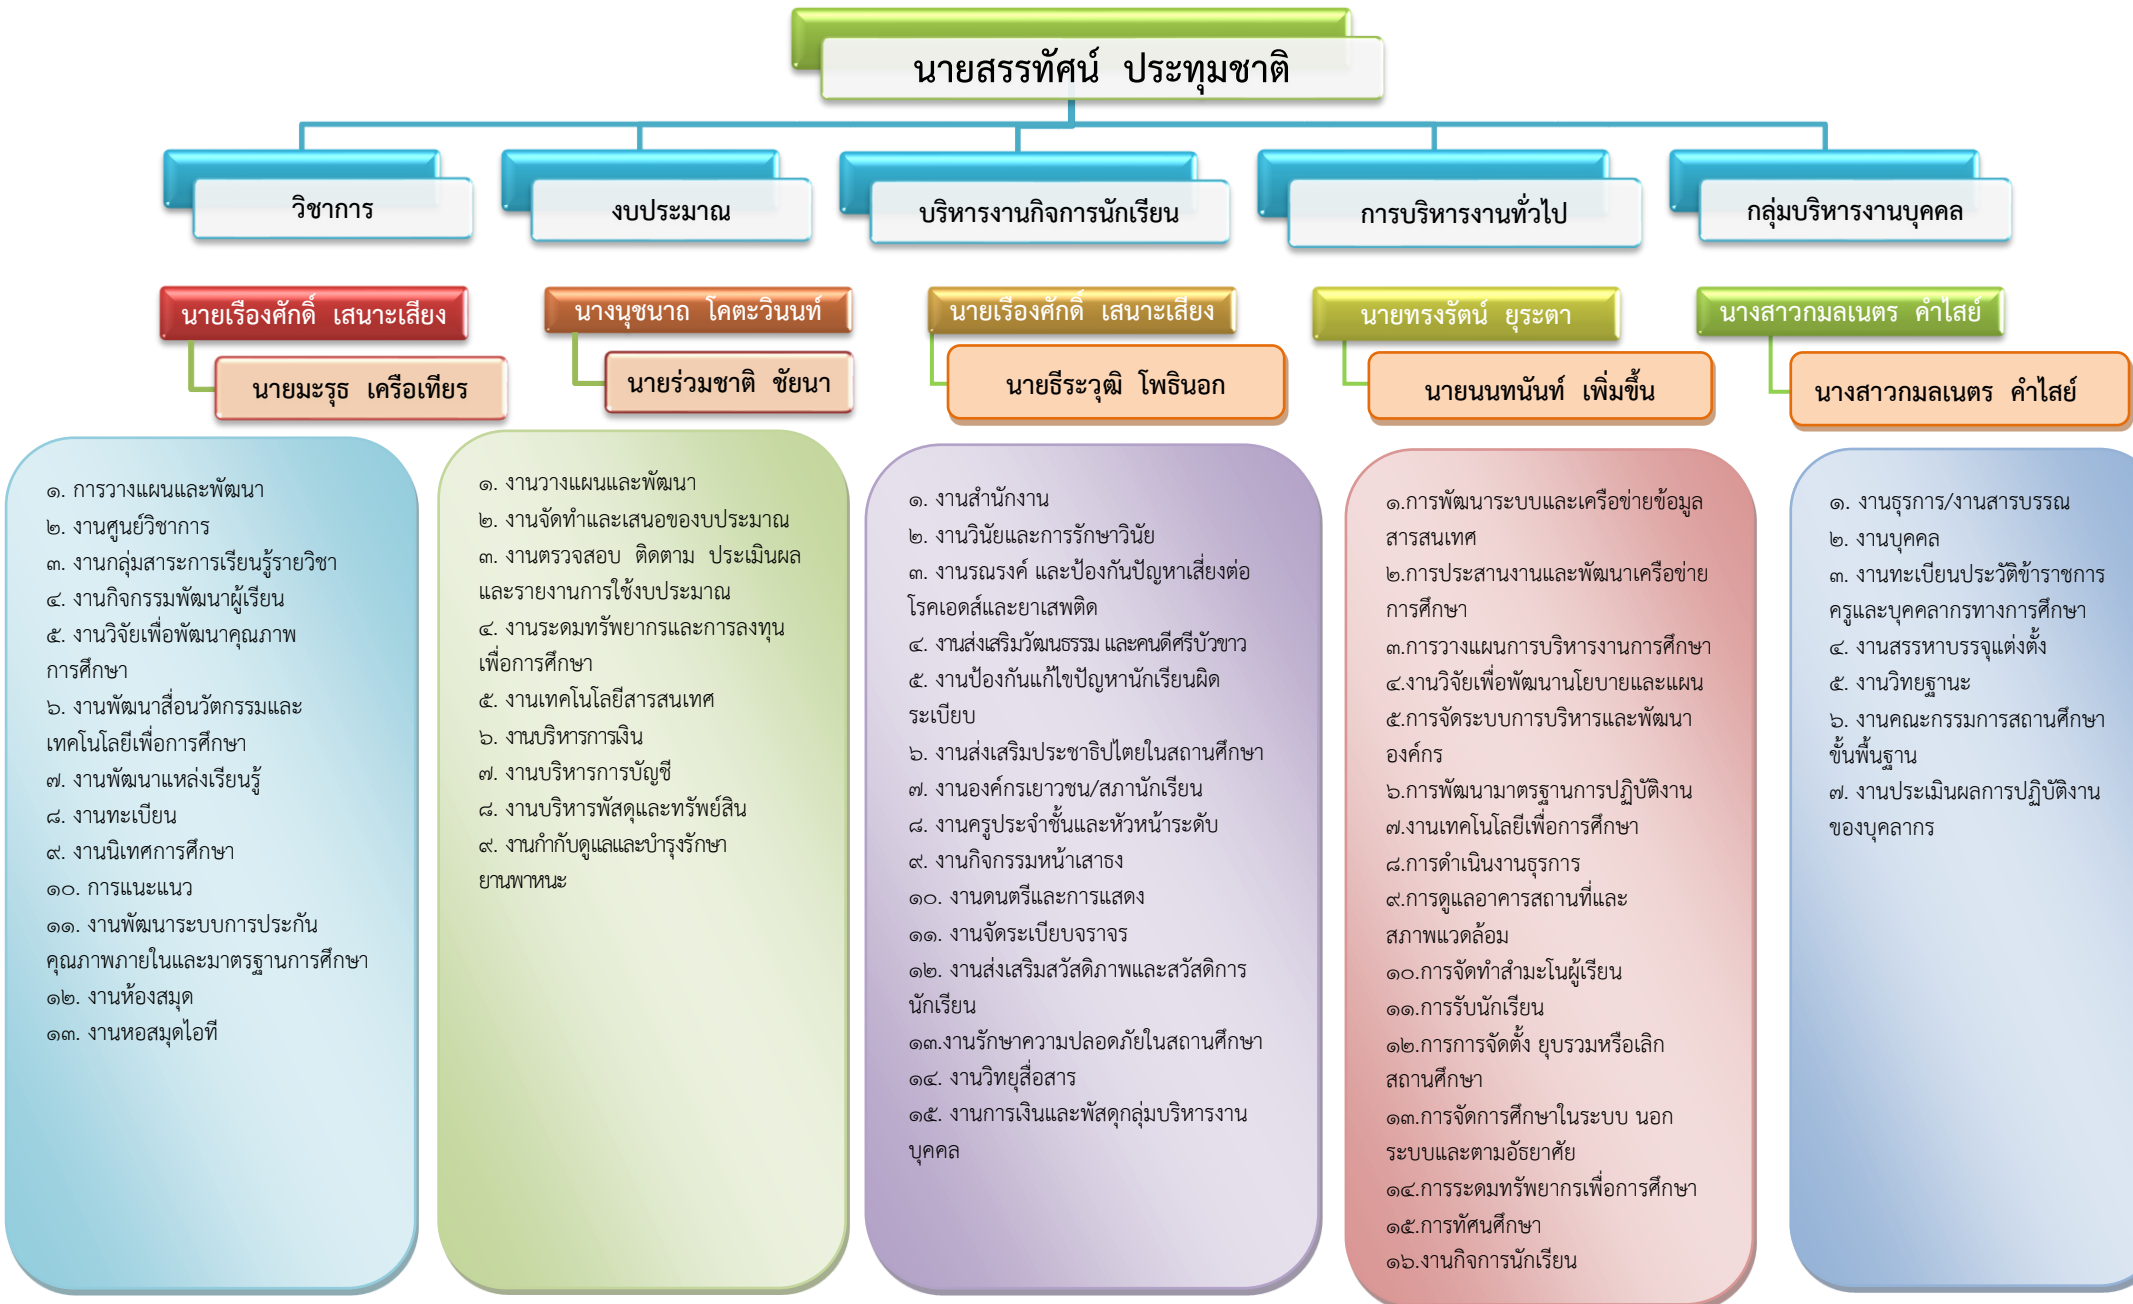 นายสรรทัศน์ ประทุมชาติ
วิชาการ
งบประมาณ
บริหารงานกิจการนักเรียน
การบริหารงานทั่วไป
กลุ่มบริหารงานบุคคล
นายเรืองศักดิ์ เสนาะเสียง
นางนุชนาถ โคตะวินนท์
นายเรืองศักดิ์ เสนาะเสียง
นายทรงรัตน์ ยุระตา
นางสาวกมลเนตร คำไสย์
นายมะรุธ เครือเทียร
นายร่วมชาติ ชัยนา
นายธีระวุฒิ โพธินอก
นายนนทนันท์ เพิ่มขึ้น
นางสาวกมลเนตร คำไสย์
๑. การวางแผนและพัฒนา
๒. งานศูนย์วิชาการ
๓. งานกลุ่มสาระการเรียนรู้รายวิชา
๔. งานกิจกรรมพัฒนาผู้เรียน
๕. งานวิจัยเพื่อพัฒนาคุณภาพ
การศึกษา
๖. งานพัฒนาสื่อนวัตกรรมและ
เทคโนโลยีเพื่อการศึกษา
๗. งานพัฒนาแหล่งเรียนรู้
๘. งานทะเบียน
๙. งานนิเทศการศึกษา
๑๐. การแนะแนว
๑๑. งานพัฒนาระบบการประกัน
คุณภาพภายในและมาตรฐานการศึกษา
๑๒. งานห้องสมุด
๑๓. งานหอสมุดไอที
๑. งานวางแผนและพัฒนา
๒. งานจัดทำและเสนอของบประมาณ
๓. งานตรวจสอบ ติดตาม ประเมินผล
และรายงานการใช้งบประมาณ
๔. งานระดมทรัพยากรและการลงทุน
เพื่อการศึกษา
๕. งานเทคโนโลยีสารสนเทศ
๖. งานบริหารการเงิน
๗. งานบริหารการบัญชี
๘. งานบริหารพัสดุและทรัพย์สิน
๙. งานกำกับดูแลและบำรุงรักษา
ยานพาหนะ
๑. งานสำนักงาน
๒. งานวินัยและการรักษาวินัย
๓. งานรณรงค์ และป้องกันปัญหาเสี่ยงต่อ
โรคเอดส์และยาเสพติด
๔. งานส่งเสริมวัฒนธรรม และคนดีศรีบัวขาว
๕. งานป้องกันแก้ไขปัญหานักเรียนผิด
ระเบียบ
๖. งานส่งเสริมประชาธิปไตยในสถานศึกษา
๗. งานองค์กรเยาวชน/สภานักเรียน
๘. งานครูประจำชั้นและหัวหน้าระดับ
๙. งานกิจกรรมหน้าเสาธง
๑๐. งานดนตรีและการแสดง
๑๑. งานจัดระเบียบจราจร
๑๒. งานส่งเสริมสวัสดิภาพและสวัสดิการ
นักเรียน
๑๓.งานรักษาความปลอดภัยในสถานศึกษา
๑๔. งานวิทยุสื่อสาร
๑๕. งานการเงินและพัสดุกลุ่มบริหารงาน
บุคคล
๑.การพัฒนาระบบและเครือข่ายข้อมูล
สารสนเทศ
๒.การประสานงานและพัฒนาเครือข่าย
การศึกษา
๓.การวางแผนการบริหารงานการศึกษา
๔.งานวิจัยเพื่อพัฒนานโยบายและแผน
๕.การจัดระบบการบริหารและพัฒนา
องค์กร
๖.การพัฒนามาตรฐานการปฏิบัติงาน
๗.งานเทคโนโลยีเพื่อการศึกษา
๘.การดำเนินงานธุรการ
๙.การดูแลอาคารสถานที่และ
สภาพแวดล้อม
๑๐.การจัดทำสำมะโนผู้เรียน
๑๑.การรับนักเรียน
๑๒.การการจัดตั้ง ยุบรวมหรือเลิก
สถานศึกษา
๑๓.การจัดการศึกษาในระบบ นอก
ระบบและตามอัธยาศัย
๑๔.การระดมทรัพยากรเพื่อการศึกษา
๑๕.การทัศนศึกษา
๑๖.งานกิจการนักเรียน
๑. งานธุรการ/งานสารบรรณ
๒. งานบุคคล
๓. งานทะเบียนประวัติข้าราชการ
ครูและบุคคลากรทางการศึกษา
๔. งานสรรหาบรรจุแต่งตั้ง
๕. งานวิทยฐานะ
๖. งานคณะกรรมการสถานศึกษา
ขั้นพื้นฐาน
๗. งานประเมินผลการปฏิบัติงาน
ของบุคลากร